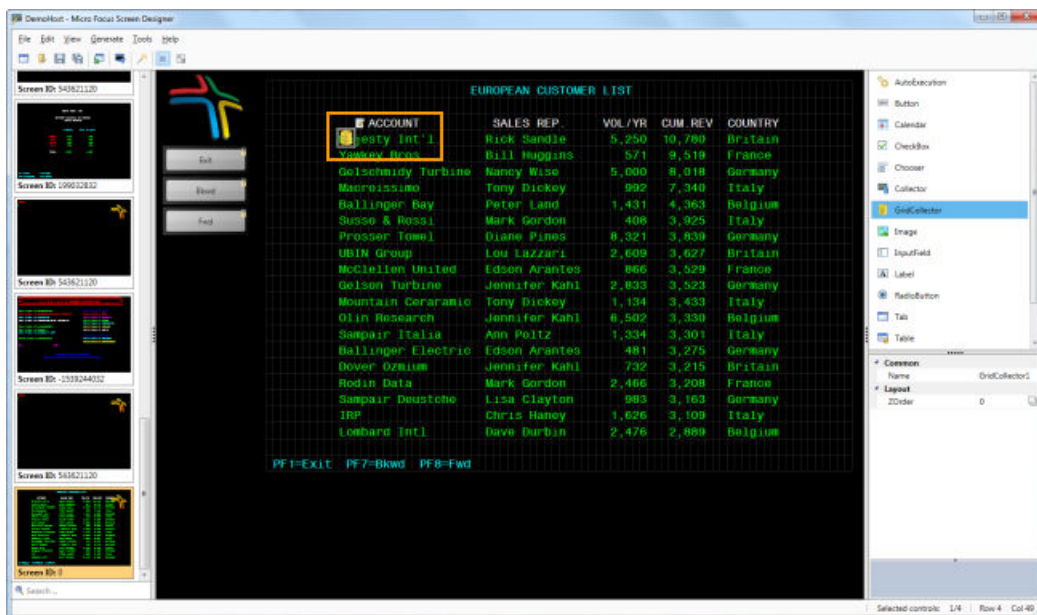 DemoHost - Micro Focus Screen Designer
File Edit View Generate Tools Help
Screen ID: 543621120
Screen ID: 199032832
Screen ID: 543621120
Screen ID: -1538244032
Screen ID: 543621120
Screen ID: 0
Search...
Exit
Bkwd
Fwd
EUROPEAN CUSTOMER LIST
ACCOUNT SALES REP. VOL/YR CUM.REV COUNTRY
jesty Int'l Rick Sandle 5,250 10,780 Britain
Yawkey Bros Bill Huggins 571 9,519 France
Gelschmidy Turbine Nancy Wise 5,000 8,018 Germany
Macroissimo Tony Dickey 992 7,340 Italy
Ballinger Bay Peter Land 1,431 4,363 Belgium
Susso & Rossi Mark Gordon 408 3,925 Italy
Prosser Towel Diane Pines 8,321 3,839 Germany
UBIN Group Lou Lazzari 2,609 3,627 Britain
McClellon United Edson Arantes 866 3,529 France
Gelson Turbine Jennifer Kahl 2,833 3,523 Germany
Mountain Ceraramic Tony Dickey 1,134 3,433 Italy
Olin Research Jennifer Kahl 6,502 3,330 Belgium
Sampair Italia Ann Poltz 1,334 3,301 Italy
Ballinger Electric Edson Arantes 481 3,275 Germany
Dover Ozmium Jennifer Kahl 732 3,215 Britain
Rodin Data Mark Gordon 2,466 3,208 France
Sampair Deustche Lisa Clayton 983 3,163 Germany
IRP Chris Haney 1,626 3,109 Italy
Lombard Intl Dave Durbin 2,476 2,889 Belgium
PF1=Exit PF7=Bkwd PF8=Fwd
AutoExecution
Button
Calendar
CheckBox
Chooser
Collector
GridCollector
Image
InputField
Label
RadioButton
Tab
Table
Common
Name GridCollector1
Layout
ZOrder 0
Selected controls: 1/4 Row 4 Col 49